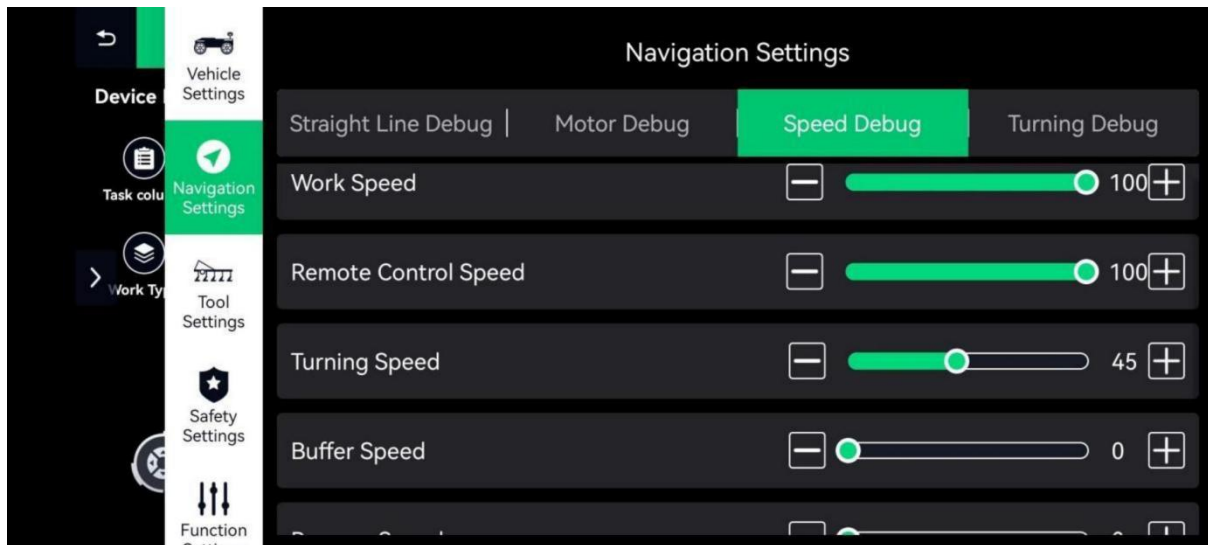 Navigation Settings
Device
Task colu
Work Ty
Vehicle
Settings
Navigation
Settings
Tool
Settings
Safety
Settings
Function
Straight Line Debug
Motor Debug
Speed Debug
Turning Debug
Work Speed 100
Remote Control Speed 100
Turning Speed 45
Buffer Speed 0